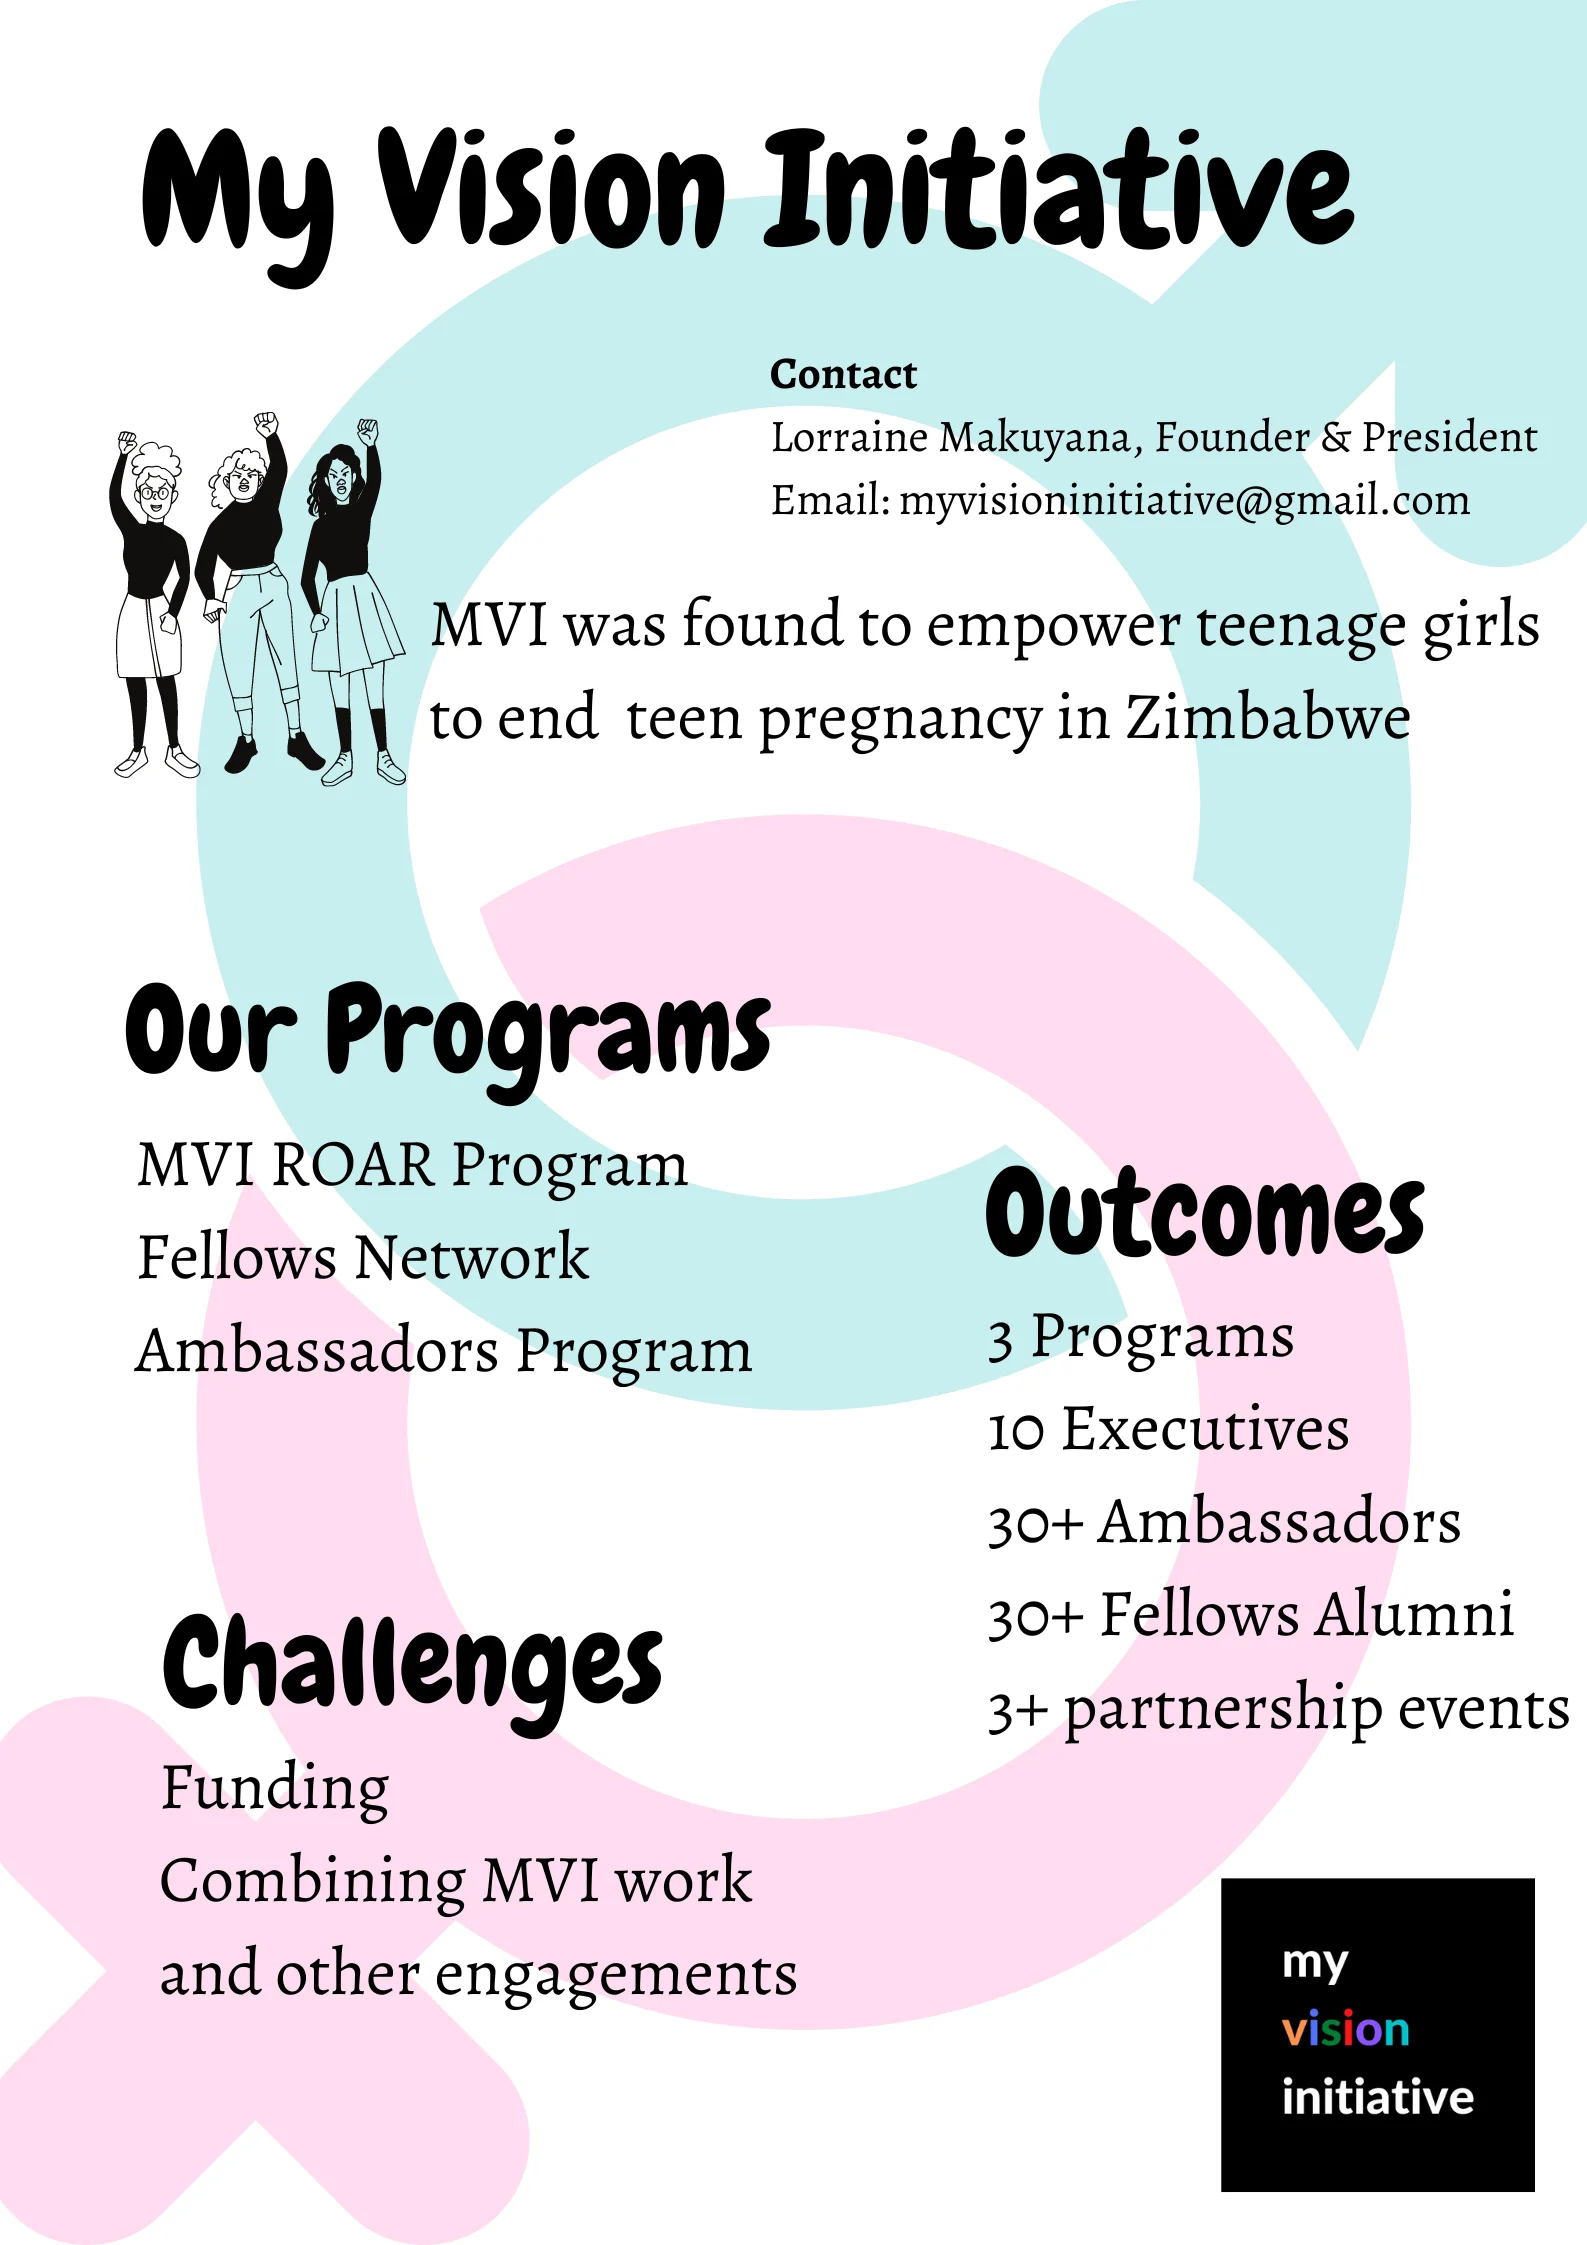 My Vision Initiative
Contact
Lorraine Makuyana, Founder & President
Email: myvisioninitiative@gmail.com
MVI was found to empower teenage girls
to end  teen pregnancy in Zimbabwe
Our Programs
MVI ROAR Program
Fellows Network
Ambassadors Program
Outcomes
3 Programs
10 Executives
30+ Ambassadors
30+ Fellows Alumni
3+ partnership events
Challenges
Funding
Combining MVI work
and other engagements
my
vision
initiative